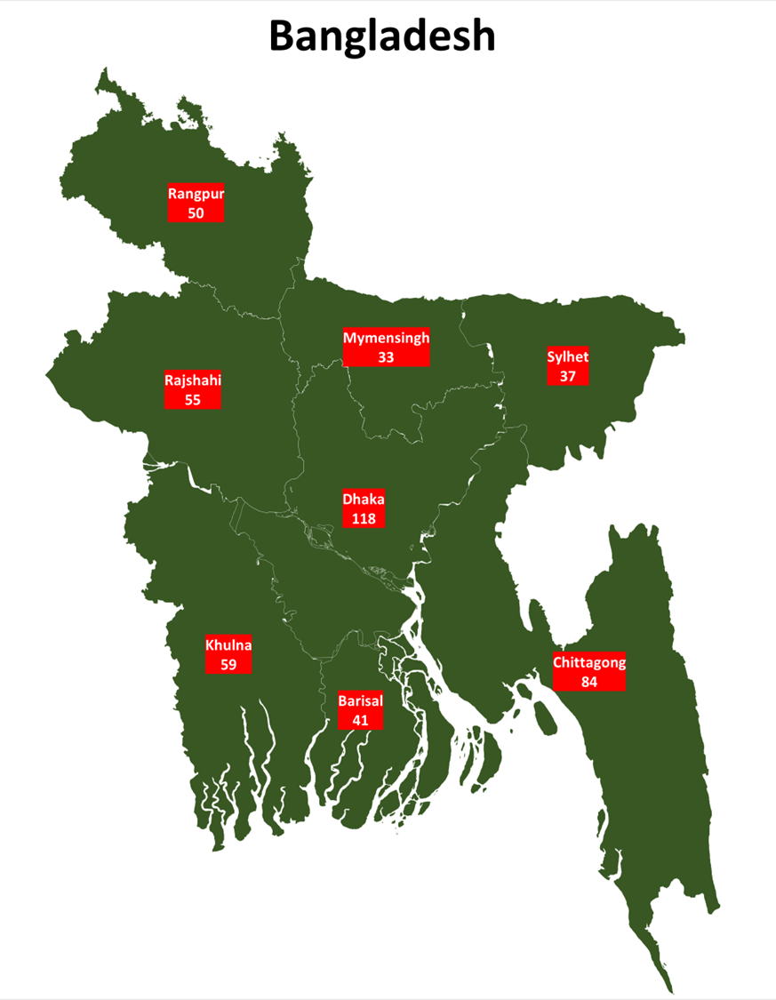 Bangladesh
Rangpur
50
Mymensingh
33
Sylhet
37
Rajshahi
55
Dhaka
118
Khulna
59
Chittagong
84
Barisal
41